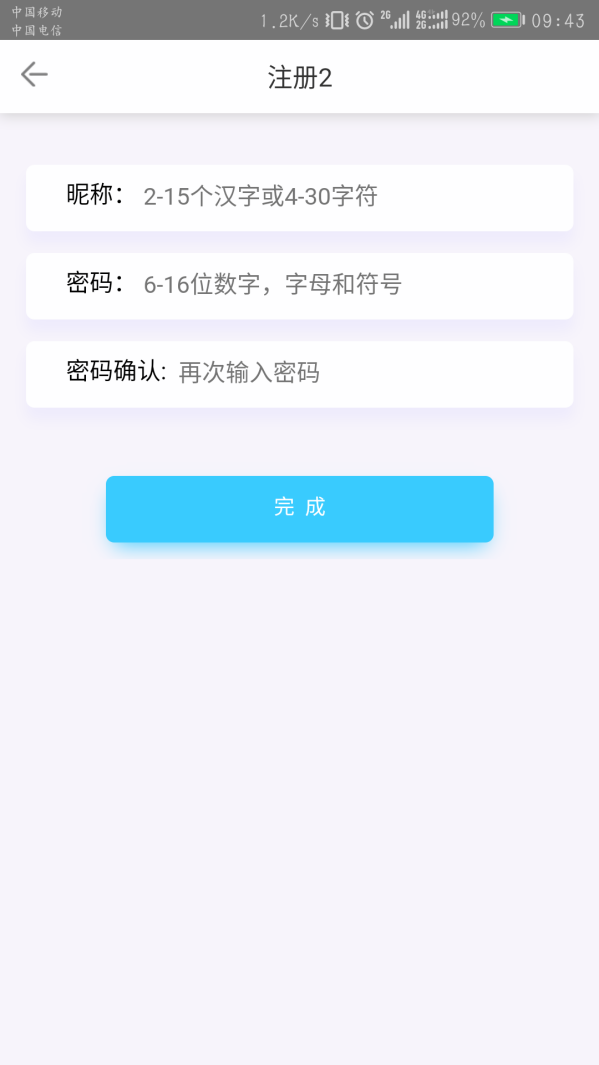 中国移动
中国电信
1.2K/s 2G 4G 2G 92% 09:43
注册2
昵称： 2-15个汉字或4-30字符
密码： 6-16位数字，字母和符号
密码确认: 再次输入密码
完 成